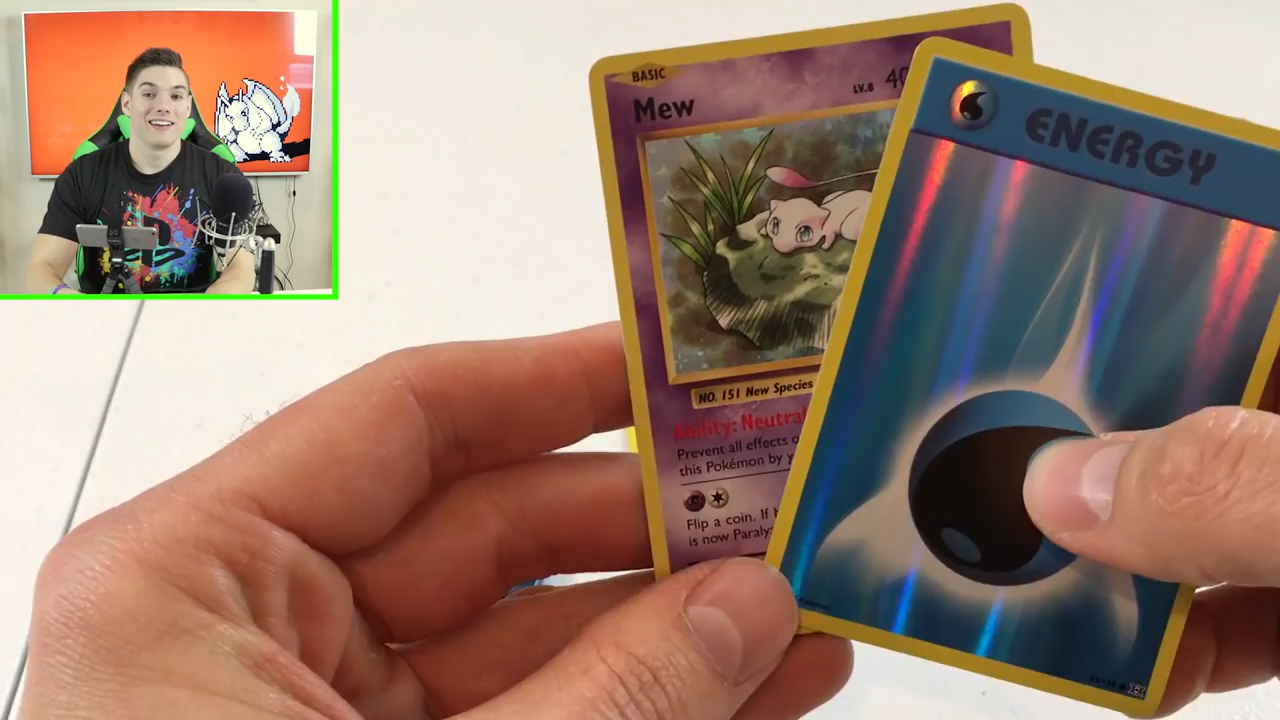 BASIC
Mew
LV.8 40
NO. 151 New Species
Ability: Neutral
Prevent all effects o
this Pokémon by y
Flip a coin. If
is now Paraly
ENERGY